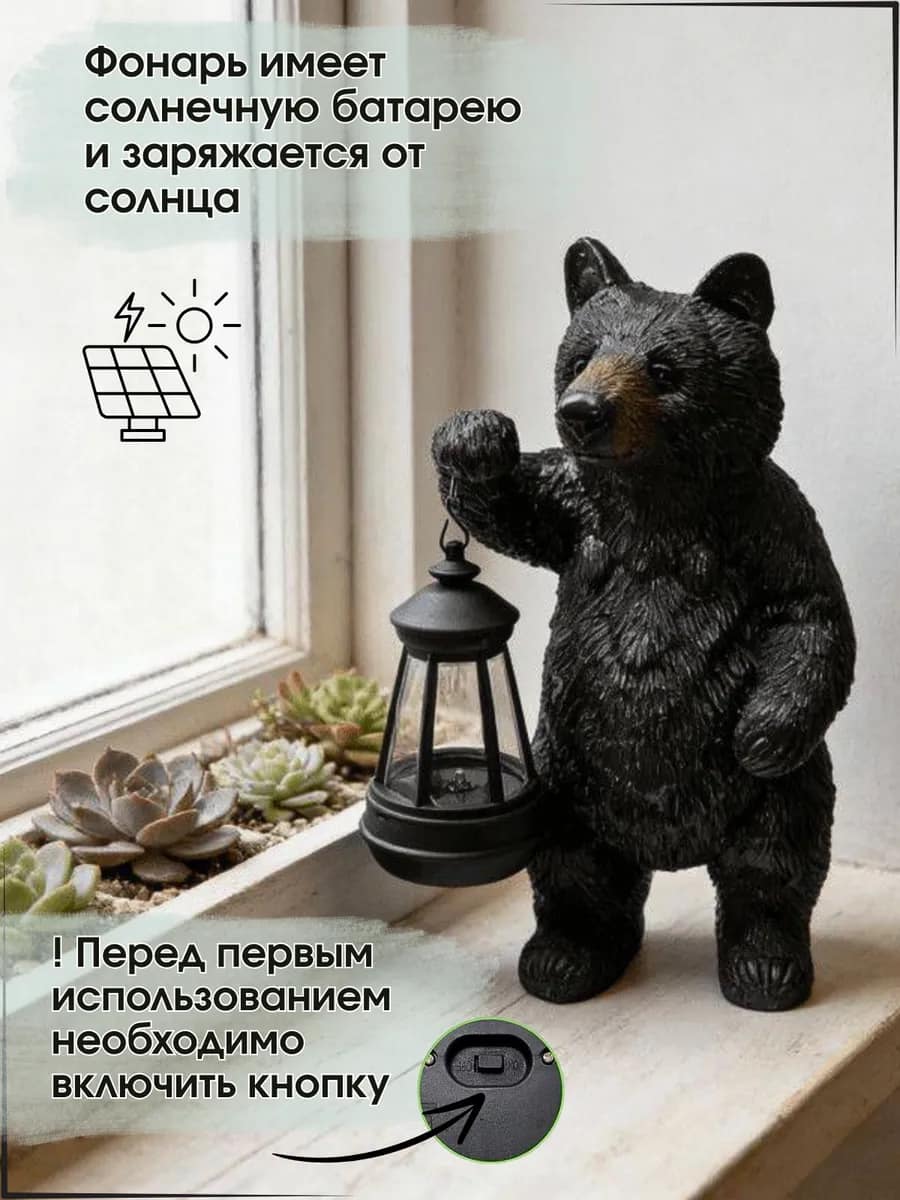 Фонарь имеет
солнечную батарею
и заряжается от
солнца
! Перед первым
использованием
необходимо
включить кнопку